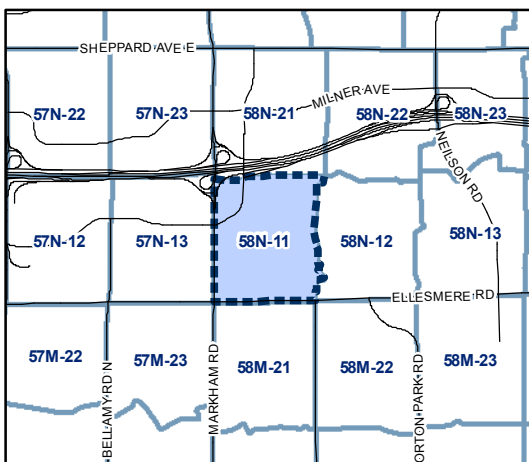 SHEPPARD AVE E
MILNER AVE
57N-22
57N-23
58N-21
58N-22
58N-23
NEILSON RD
57N-12
57N-13
58N-11
58N-12
58N-13
ELLESMERE RD
57M-22
57M-23
58M-21
58M-22
58M-23
BELLAMY RD N
MARKHAM RD
ORTON PARK RD